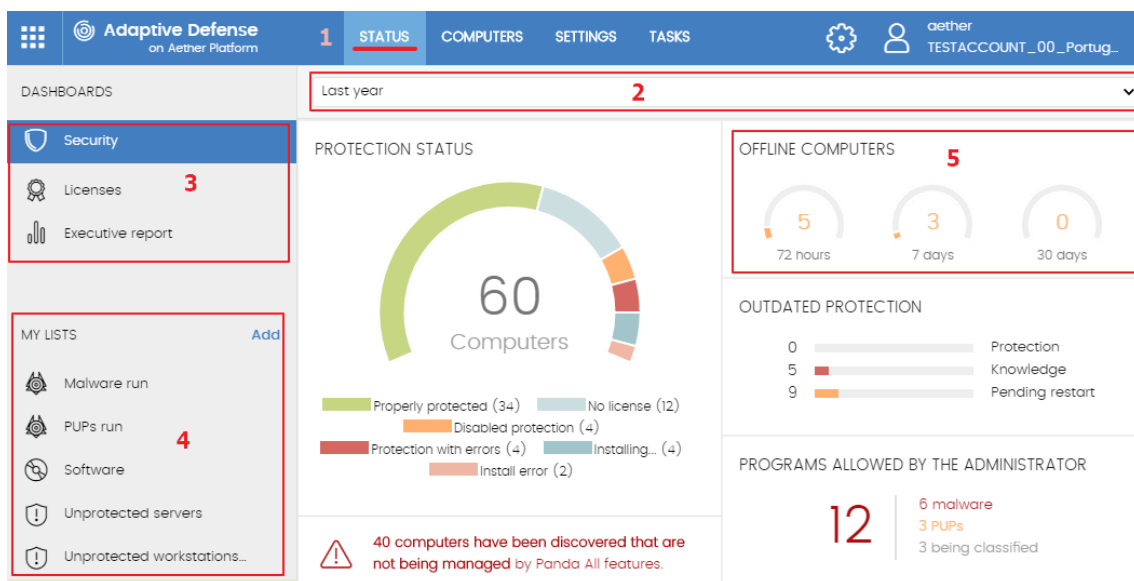 Adaptive Defense
on Aether Platform
1 STATUS COMPUTERS SETTINGS TASKS
aether
TESTACCOUNT_00_Portug...
DASHBOARDS
Security
Licenses
3
Executive report
MY LISTS Add
Malware run
PUPs run
4
Software
Unprotected servers
Unprotected workstations...
Last year 2
PROTECTION STATUS
60
Computers
Properly protected (34) No license (12)
Disabled protection (4)
Protection with errors (4) Installing... (4)
Install error (2)
40 computers have been discovered that are
not being managed by Panda All features.
OFFLINE COMPUTERS 5
5 3 0
72 hours 7 days 30 days
OUTDATED PROTECTION
0 Protection
5 Knowledge
9 Pending restart
PROGRAMS ALLOWED BY THE ADMINISTRATOR
12
6 malware
3 PUPs
3 being classified